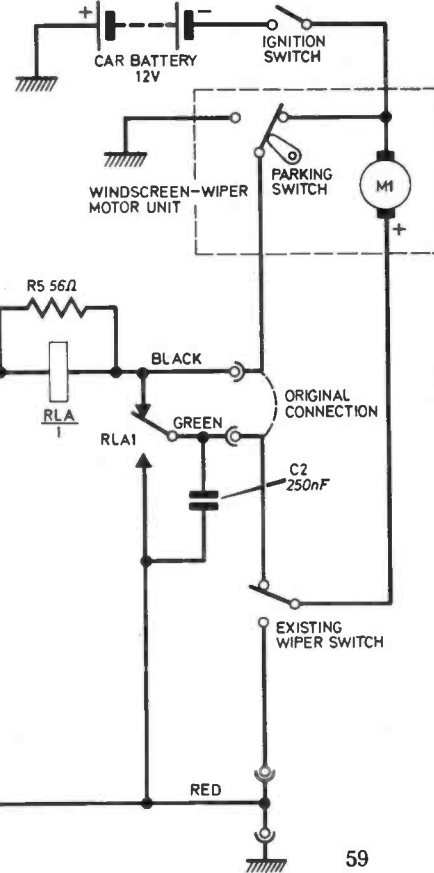 +
−
CAR BATTERY
12V
IGNITION
SWITCH
PARKING
SWITCH
WINDSCREEN-WIPER
MOTOR UNIT
M1
+
R5 56Ω
RLA
1
BLACK
ORIGINAL
CONNECTION
GREEN
RLA1
C2
250nF
EXISTING
WIPER SWITCH
RED
59